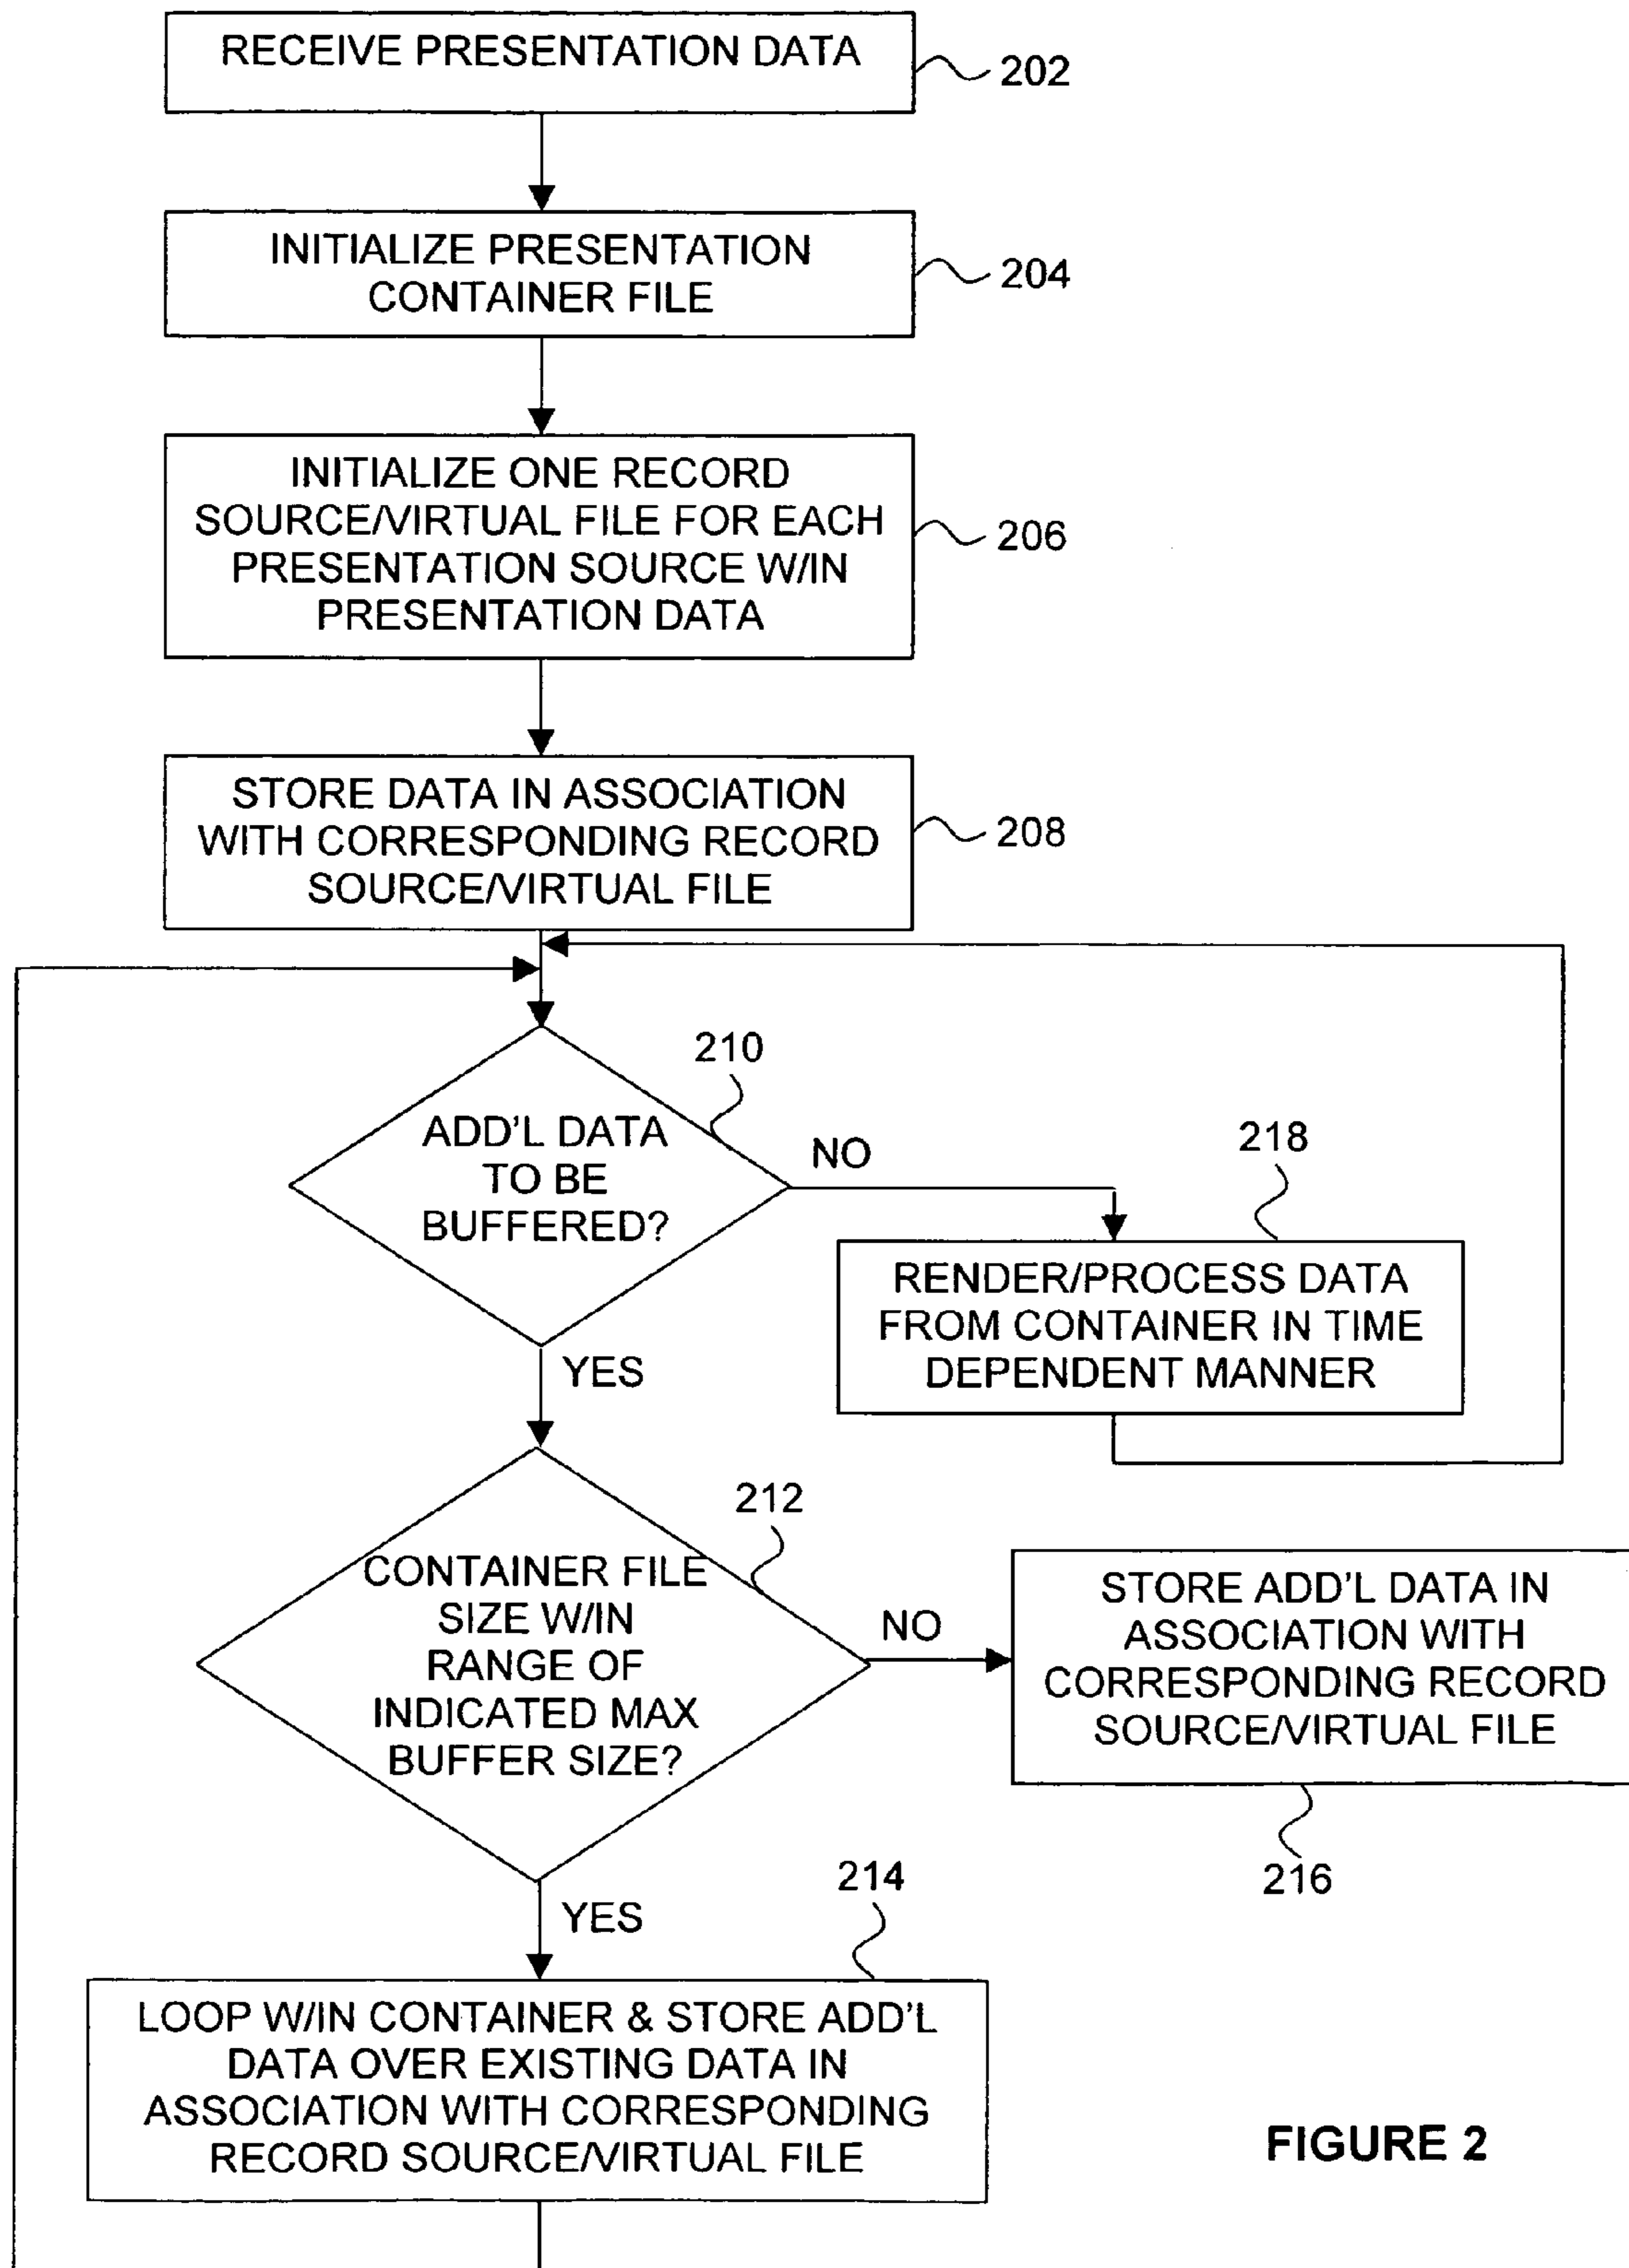 RECEIVE PRESENTATION DATA
202
INITIALIZE PRESENTATION
CONTAINER FILE
204
INITIALIZE ONE RECORD
SOURCE/VIRTUAL FILE FOR EACH
PRESENTATION SOURCE W/IN
PRESENTATION DATA
206
STORE DATA IN ASSOCIATION
WITH CORRESPONDING RECORD
SOURCE/VIRTUAL FILE
208
210
ADD'L DATA
TO BE
BUFFERED?
NO
218
RENDER/PROCESS DATA
FROM CONTAINER IN TIME
DEPENDENT MANNER
YES
212
CONTAINER FILE
SIZE W/IN
RANGE OF
INDICATED MAX
BUFFER SIZE?
NO
STORE ADD'L DATA IN
ASSOCIATION WITH
CORRESPONDING RECORD
SOURCE/VIRTUAL FILE
216
YES
214
LOOP W/IN CONTAINER & STORE ADD'L
DATA OVER EXISTING DATA IN
ASSOCIATION WITH CORRESPONDING
RECORD SOURCE/VIRTUAL FILE
FIGURE 2